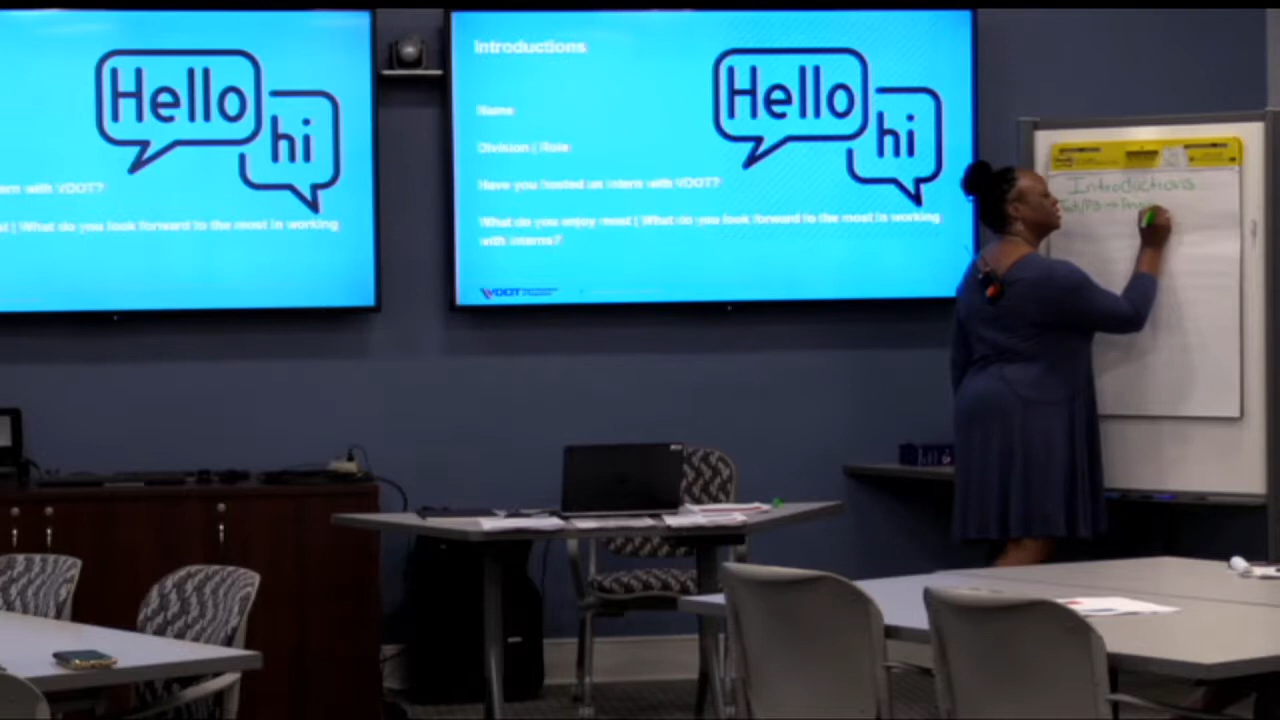 Hello
hi
ern with VDOT?
t | What do you look forward to the most in working
Introductions
Name
Division | Role
Have you hosted an intern with VDOT?
What do you enjoy most | What do you look forward to the most in working
with interns?
Hello
hi
VDOT
Introductions